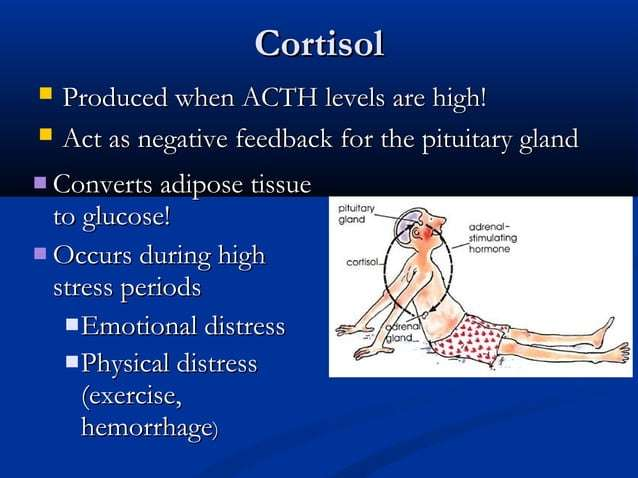 Cortisol
Produced when ACTH levels are high!
Act as negative feedback for the pituitary gland
Converts adipose tissue
to glucose!
Occurs during high
stress periods
Emotional distress
Physical distress
(exercise,
hemorrhage)
pituitary
gland
adrenal-
stimulating
hormone
cortisol
adrenal
gland